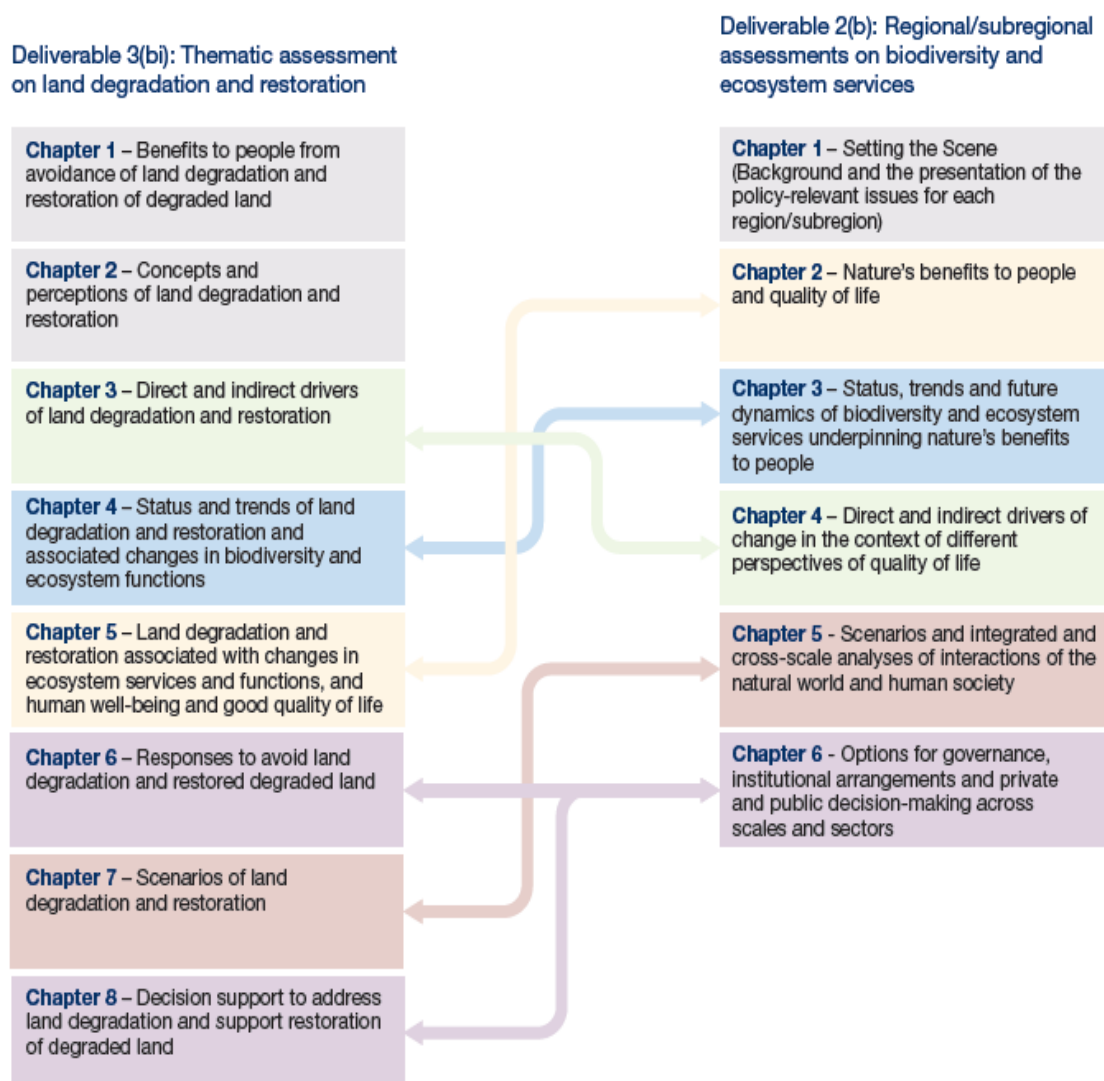 Deliverable 3(bi): Thematic assessment
on land degradation and restoration
Chapter 1 – Benefits to people from
avoidance of land degradation and
restoration of degraded land
Chapter 2 – Concepts and
perceptions of land degradation and
restoration
Chapter 3 – Direct and indirect drivers
of land degradation and restoration
Chapter 4 – Status and trends of land
degradation and restoration and
associated changes in biodiversity and
ecosystem functions
Chapter 5 – Land degradation and
restoration associated with changes in
ecosystem services and functions, and
human well-being and good quality of life
Chapter 6 – Responses to avoid land
degradation and restored degraded land
Chapter 7 – Scenarios of land
degradation and restoration
Chapter 8 – Decision support to address
land degradation and support restoration
of degraded land
Deliverable 2(b): Regional/subregional
assessments on biodiversity and
ecosystem services
Chapter 1 – Setting the Scene
(Background and the presentation of the
policy-relevant issues for each
region/subregion)
Chapter 2 – Nature's benefits to people
and quality of life
Chapter 3 – Status, trends and future
dynamics of biodiversity and ecosystem
services underpinning nature's benefits
to people
Chapter 4 – Direct and indirect drivers of
change in the context of different
perspectives of quality of life
Chapter 5 - Scenarios and integrated and
cross-scale analyses of interactions of the
natural world and human society
Chapter 6 - Options for governance,
institutional arrangements and private
and public decision-making across
scales and sectors